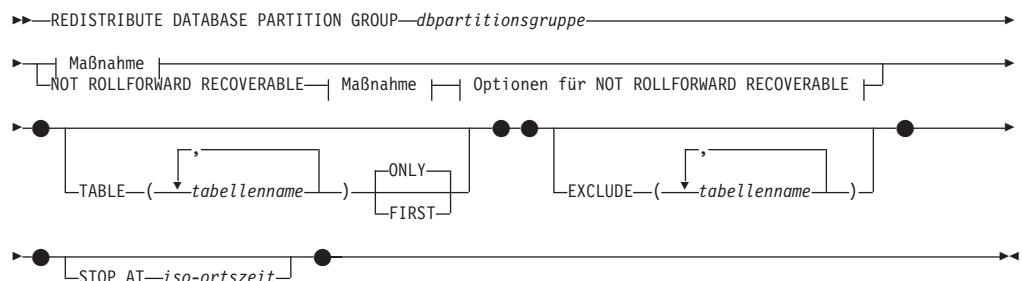 REDISTRIBUTE DATABASE PARTITION GROUP dbpartitionsgruppe
Maßnahme
NOT ROLLFORWARD RECOVERABLE Maßnahme Optionen für NOT ROLLFORWARD RECOVERABLE
, ,
ONLY
TABLE ( tabellenname ) EXCLUDE ( tabellenname )
FIRST
STOP AT iso-ortszeit